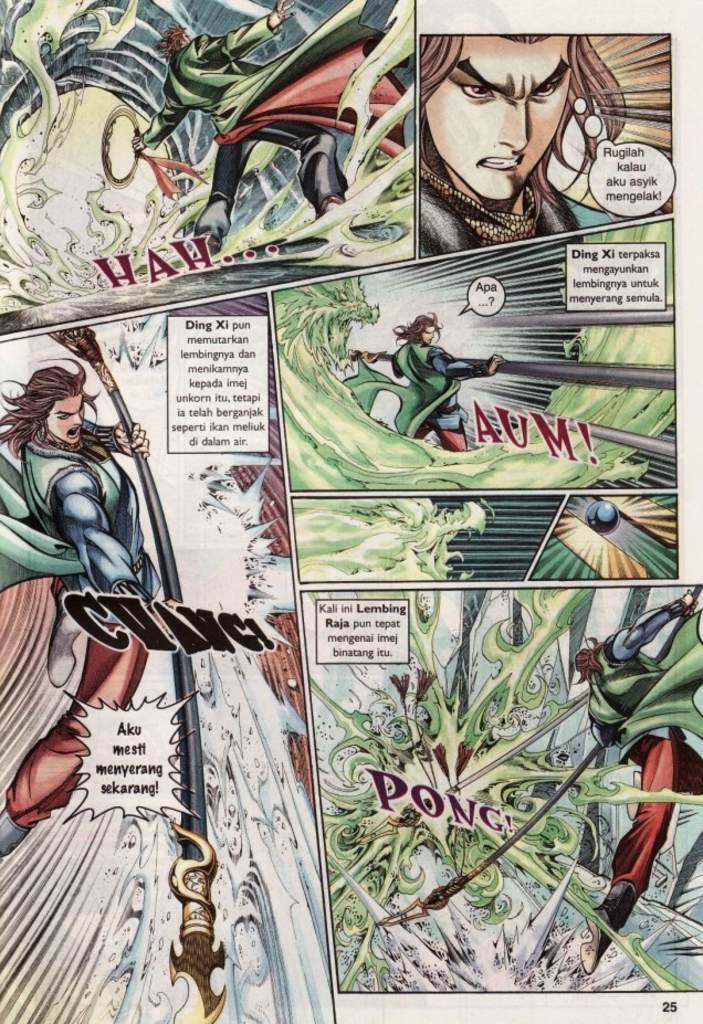 HAH...
Rugilah
kalau
aku asyik
mengelak!
Ding Xi terpaksa
mengayunkan
lembingnya untuk
menyerang semula.
Apa
...?
AUM!
Ding Xi pun
memutarkan
lembingnya dan
menikamnya
kepada imej
unkorn itu, tetapi
ia telah berganjak
seperti ikan meliuk
di dalam air.
CHANG!
Aku
mesti
menyerang
sekarang!
Kali ini Lembing
Raja pun tepat
mengenai imej
binatang itu.
PONG!
25